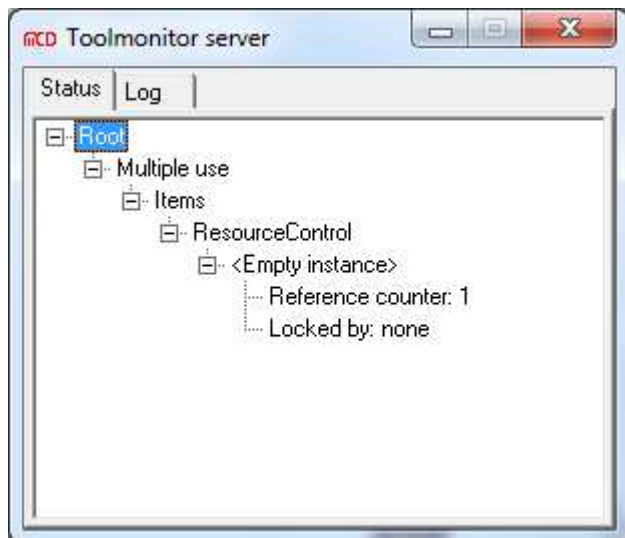 MCD Toolmonitor server
Status Log
Root
Multiple use
Items
ResourceControl
<Empty instance>
Reference counter: 1
Locked by: none